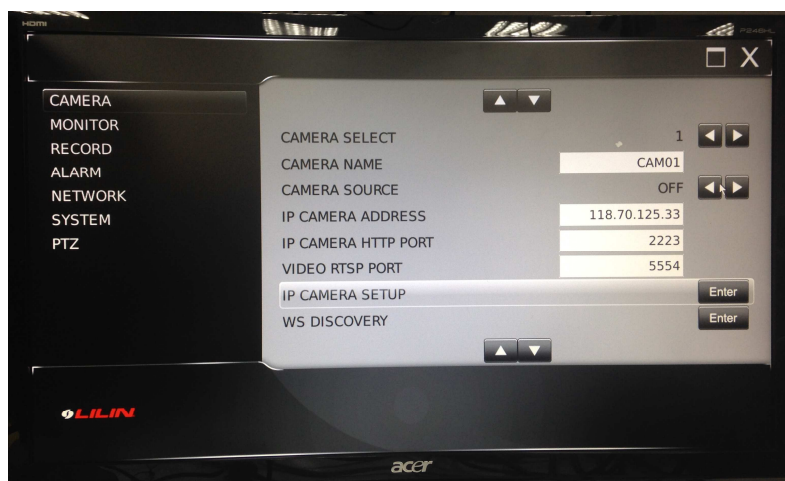 HDMI
P246HL
X
CAMERA
MONITOR
RECORD
ALARM
NETWORK
SYSTEM
PTZ
CAMERA SELECT 1
CAMERA NAME CAM01
CAMERA SOURCE OFF
IP CAMERA ADDRESS 118.70.125.33
IP CAMERA HTTP PORT 2223
VIDEO RTSP PORT 5554
IP CAMERA SETUP Enter
WS DISCOVERY Enter
LILIN
acer